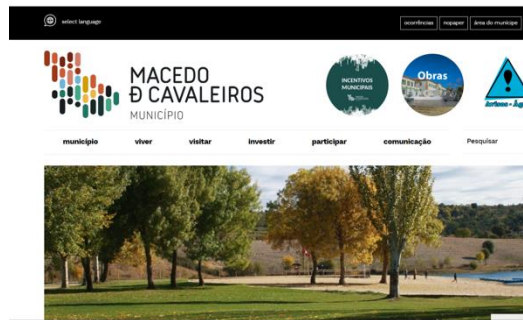 select language
ocorrências
nopaper
área do munícipe
MACEDO
Ð CAVALEIROS
MUNICÍPIO
INCENTIVOS
MUNICIPAIS
Obras
município
viver
visitar
investir
participar
comunicação
Pesquisar